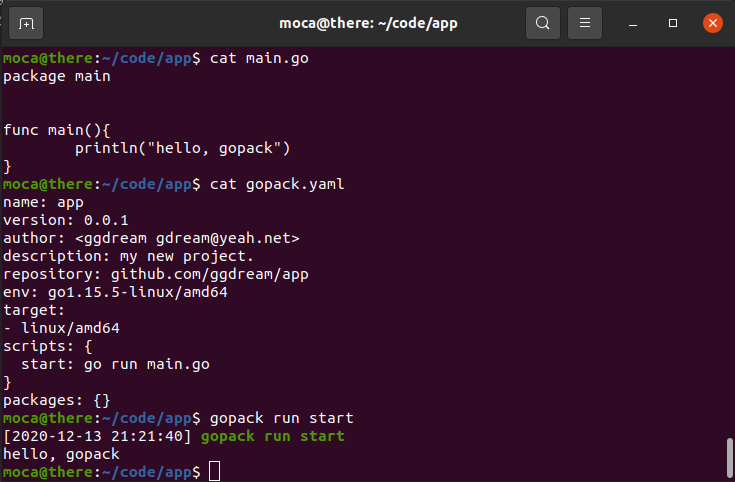 moca@there: ~/code/app
moca@there:~/code/app$ cat main.go
package main
func main(){
        println("hello, gopack")
}
moca@there:~/code/app$ cat gopack.yaml
name: app
version: 0.0.1
author: <ggdream gdream@yeah.net>
description: my new project.
repository: github.com/ggdream/app
env: go1.15.5-linux/amd64
target:
- linux/amd64
scripts: {
  start: go run main.go
}
packages: {}
moca@there:~/code/app$ gopack run start
[2020-12-13 21:21:40] gopack run start
hello, gopack
moca@there:~/code/app$